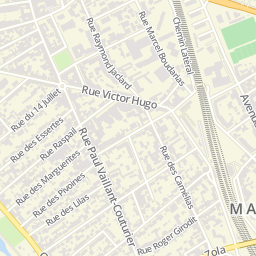 Rue Raymond Jaclard
Rue Marcel Bourdarias
Chemin Latéral
Rue Victor Hugo
Avenue
Rue du 14 Juillet
Rue des Essertes
Rue Raspail
Rue des Marguerites
Rue des Pivoines
Rue des Lilas
Rue Paul Vaillant-Couturier
Rue des Camélias
Rue Roger Girodit
MA
Zola